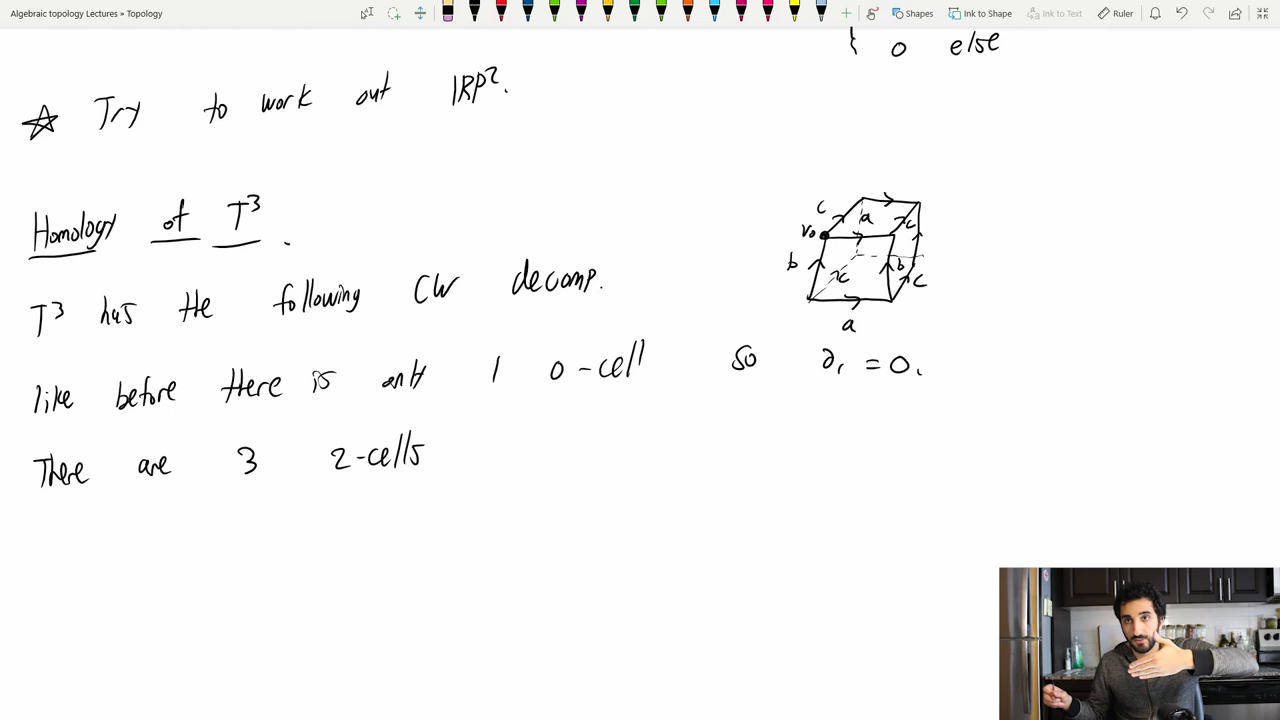 Algebraic topology Lectures » Topology
Shapes Ink to Shape Ink to Text Ruler
0 else
Try to work out IRP².
Homology of T³.
T³ has the following CW decomp.
like before there is only 1 0-cell so ∂₁ = 0.
There are 3 2-cells
c
a
c
v₀
b
b
c
c
a